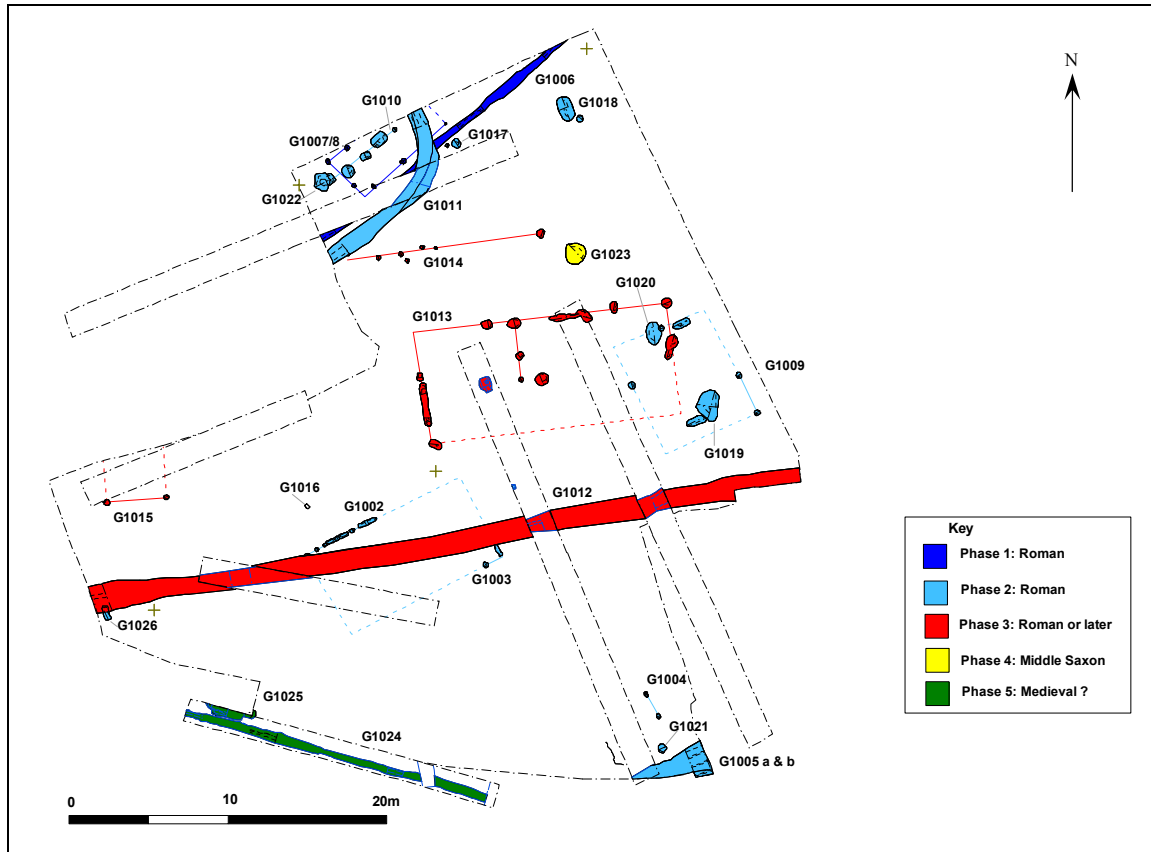 N
G1006
G1010
G1018
G1007/8
G1017
G1022
G1011
G1014
G1023
G1020
G1013
G1009
G1019
G1012
G1016
G1002
G1015
G1003
G1026
G1004
G1025
G1021
G1024
G1005 a & b
Key
Phase 1: Roman
Phase 2: Roman
Phase 3: Roman or later
Phase 4: Middle Saxon
Phase 5: Medieval ?
0 10 20m